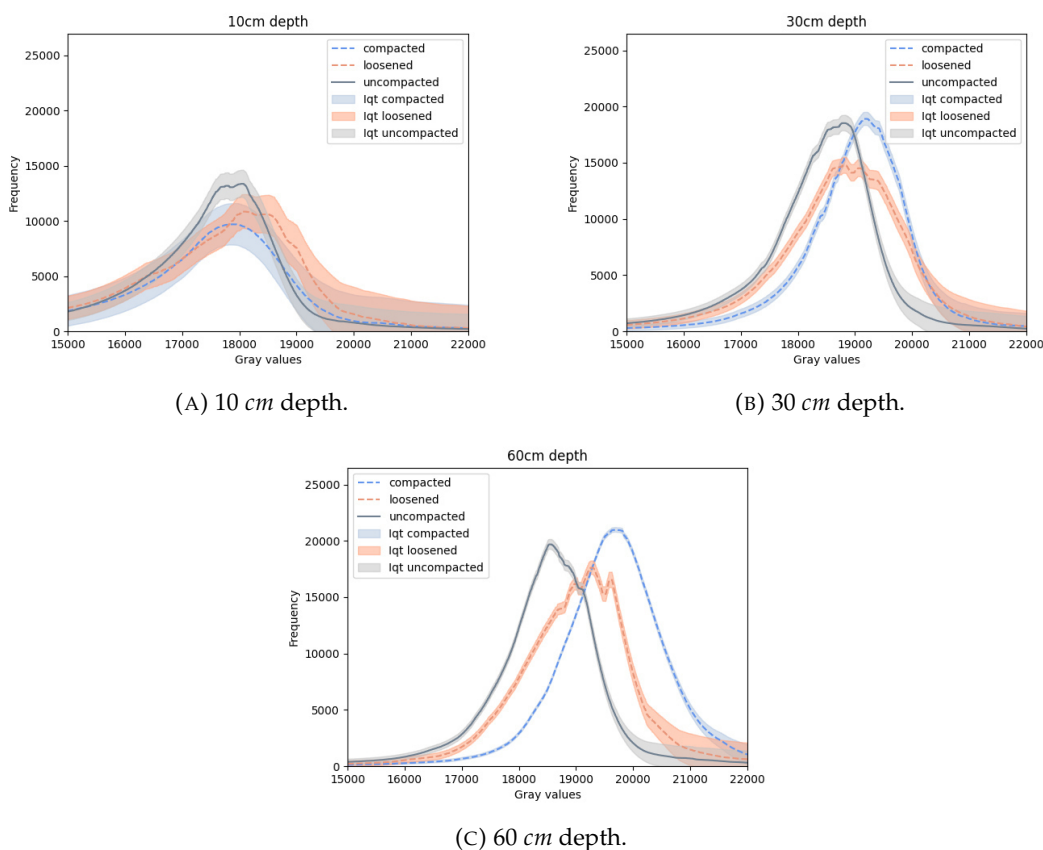 10cm depth
25000
20000
15000
10000
5000
0
Frequency
compacted
loosened
uncompacted
Iqt compacted
Iqt loosened
Iqt uncompacted
15000 16000 17000 18000 19000 20000 21000 22000
Gray values
(A) 10 cm depth.
30cm depth
25000
20000
15000
10000
5000
0
Frequency
compacted
loosened
uncompacted
Iqt compacted
Iqt loosened
Iqt uncompacted
15000 16000 17000 18000 19000 20000 21000 22000
Gray values
(B) 30 cm depth.
60cm depth
25000
20000
15000
10000
5000
0
Frequency
compacted
loosened
uncompacted
Iqt compacted
Iqt loosened
Iqt uncompacted
15000 16000 17000 18000 19000 20000 21000 22000
Gray values
(C) 60 cm depth.